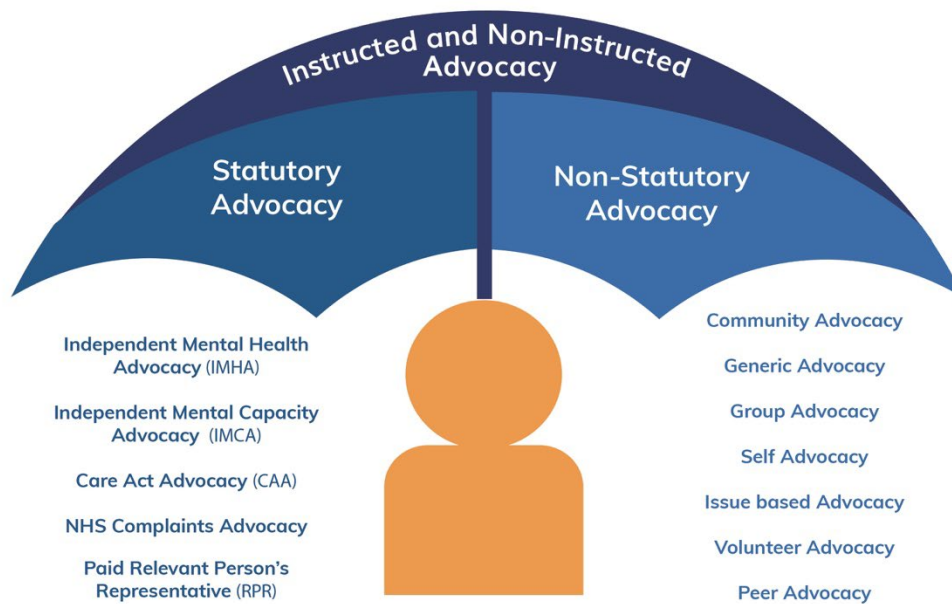 Instructed and Non-Instructed
Advocacy
Statutory
Advocacy
Non-Statutory
Advocacy
Independent Mental Health
Advocacy (IMHA)
Independent Mental Capacity
Advocacy (IMCA)
Care Act Advocacy (CAA)
NHS Complaints Advocacy
Paid Relevant Person's
Representative (RPR)
Community Advocacy
Generic Advocacy
Group Advocacy
Self Advocacy
Issue based Advocacy
Volunteer Advocacy
Peer Advocacy